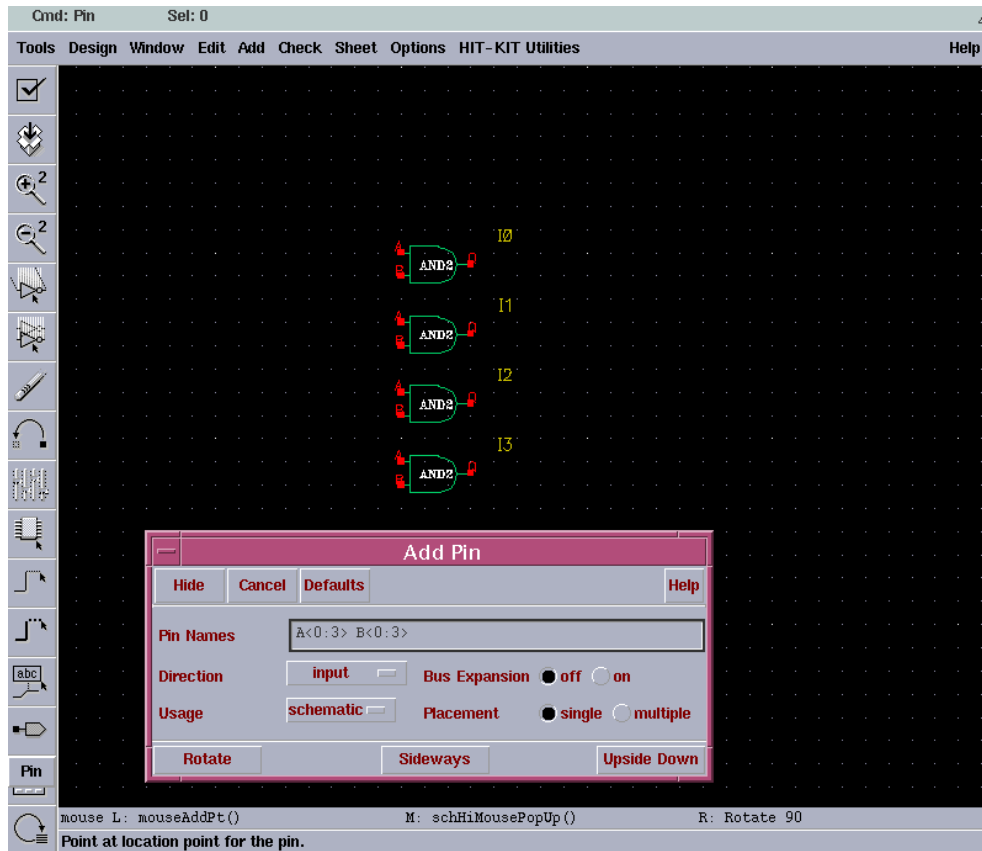 Cmd: Pin Sel: 0
Tools Design Window Edit Add Check Sheet Options HIT-KIT Utilities Help
2
2
I0
A
B AND2 Q
I1
A
B AND2 Q
I2
A
B AND2 Q
I3
A
B AND2 Q
Add Pin
Hide Cancel Defaults Help
Pin Names A<0:3> B<0:3>
Direction input Bus Expansion off on
abc
Usage schematic Placement single multiple
Rotate Sideways Upside Down
Pin
mouse L: mouseAddPt() M: schHiMousePopUp() R: Rotate 90
Point at location point for the pin.